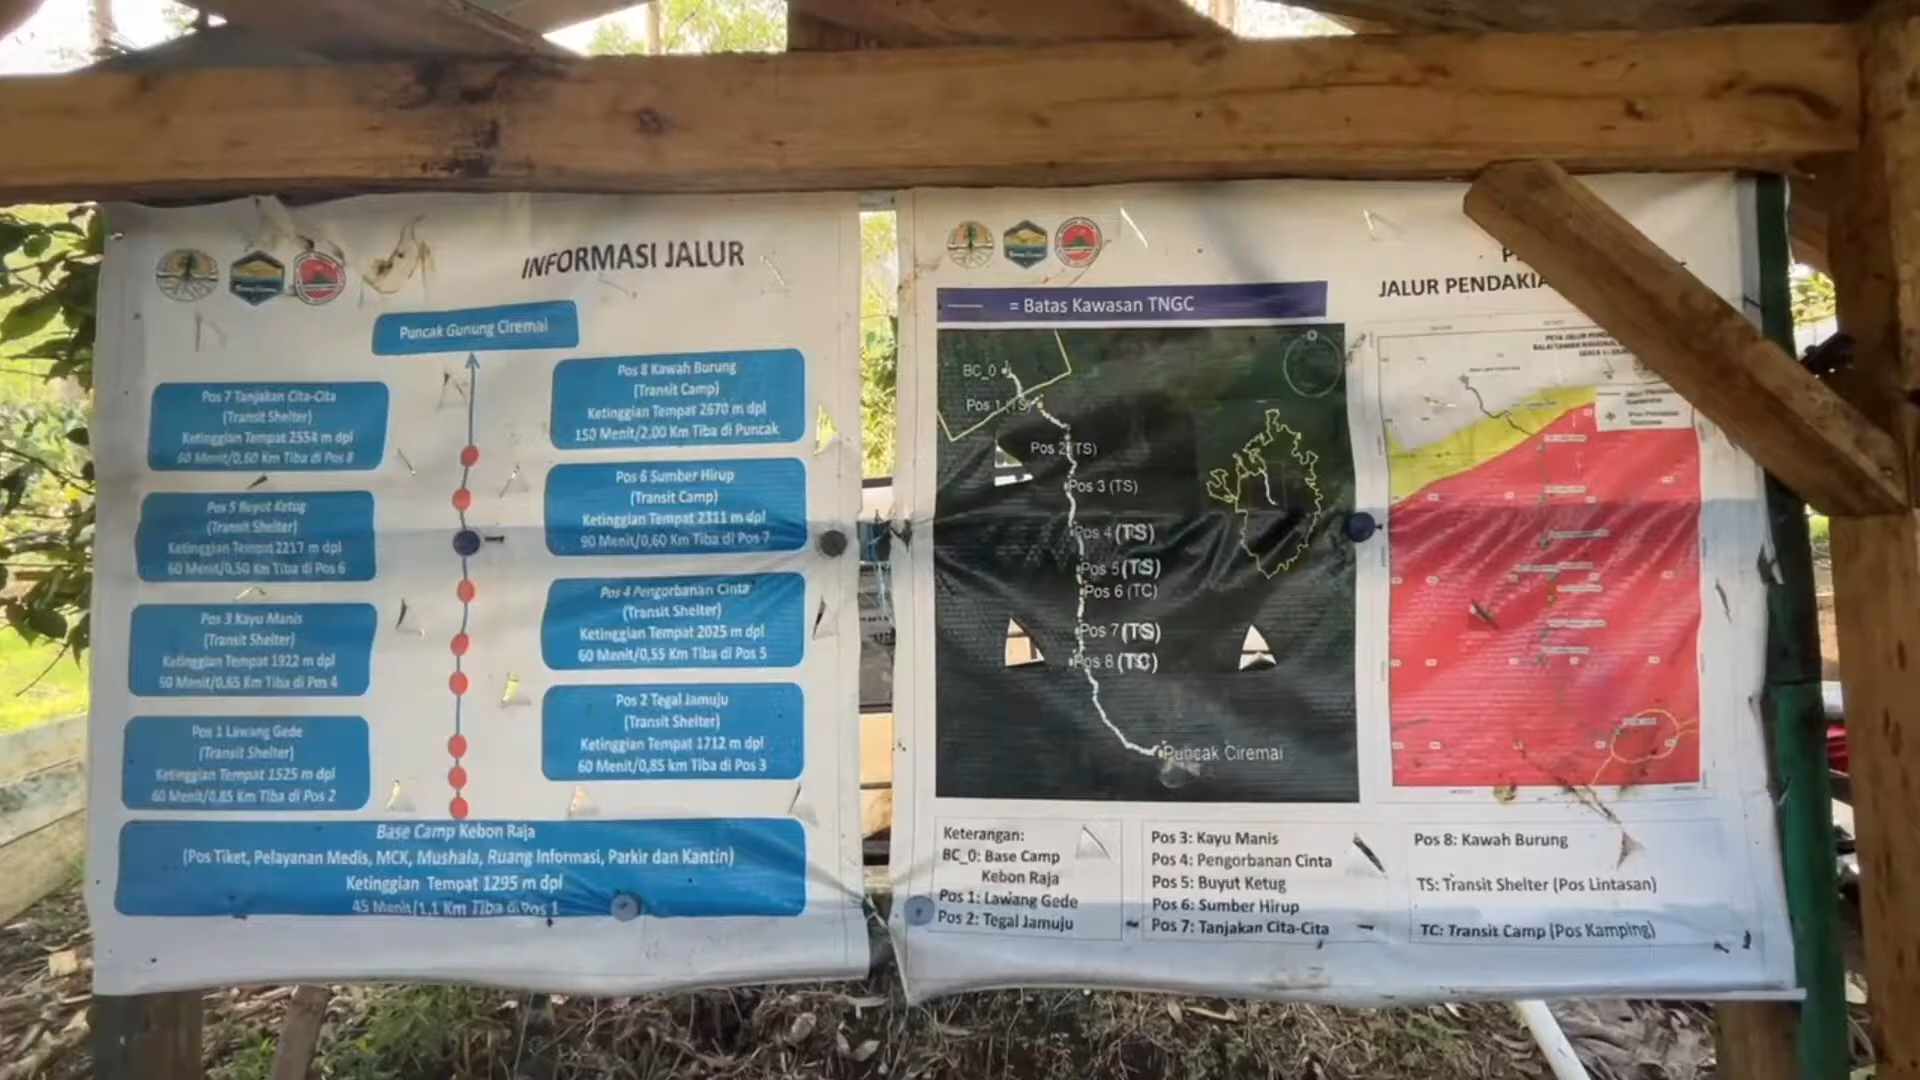 INFORMASI JALUR
Puncak Gunung Ciremai
Pos 8 Kawah Burung
(Transit Camp)
Ketinggian Tempat 2670 m dpl
150 Menit/2,00 Km Tiba di Puncak
Pos 7 Tanjakan Cita-Cita
(Transit Shelter)
Ketinggian Tempat 2554 m dpl
60 Menit/0,60 Km Tiba di Pos 8
Pos 6 Sumber Hirup
(Transit Camp)
Ketinggian Tempat 2311 m dpl
90 Menit/0,60 Km Tiba di Pos 7
Pos 5 Buyut Ketug
(Transit Shelter)
Ketinggian Tempat 2217 m dpl
60 Menit/0,50 Km Tiba di Pos 6
Pos 4 Pengorbanan Cinta
(Transit Shelter)
Ketinggian Tempat 2025 m dpl
60 Menit/0,55 Km Tiba di Pos 5
Pos 3 Kayu Manis
(Transit Shelter)
Ketinggian Tempat 1922 m dpl
60 Menit/0,65 Km Tiba di Pos 4
Pos 2 Tegal Jamuju
(Transit Shelter)
Ketinggian Tempat 1712 m dpl
60 Menit/0,85 km Tiba di Pos 3
Pos 1 Lawang Gede
(Transit Shelter)
Ketinggian Tempat 1525 m dpl
60 Menit/0,85 Km Tiba di Pos 2
Base Camp Kebon Raja
(Pos Tiket, Pelayanan Medis, MCK, Mushala, Ruang Informasi, Parkir dan Kantin)
Ketinggian Tempat 1295 m dpl
45 Menit/1,1 Km Tiba di Pos 1
JALUR PENDAKIA
= Batas Kawasan TNGC
BC_0
Pos 1 (TS)
Pos 2 (TS)
Pos 3 (TS)
Pos 4 (TS)
Pos 5 (TS)
Pos 6 (TC)
Pos 7 (TS)
Pos 8 (TC)
Puncak Ciremai
Keterangan:
BC_0: Base Camp
Kebon Raja
Pos 1: Lawang Gede
Pos 2: Tegal Jamuju
Pos 3: Kayu Manis
Pos 4: Pengorbanan Cinta
Pos 5: Buyut Ketug
Pos 6: Sumber Hirup
Pos 7: Tanjakan Cita-Cita
Pos 8: Kawah Burung
TS: Transit Shelter (Pos Lintasan)
TC: Transit Camp (Pos Kamping)